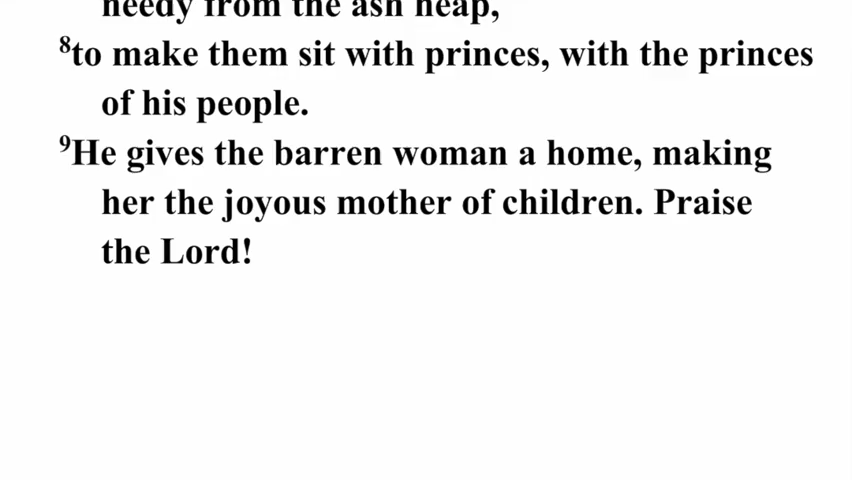 needy from the ash heap,
⁸to make them sit with princes, with the princes
of his people.
⁹He gives the barren woman a home, making
her the joyous mother of children. Praise
the Lord!